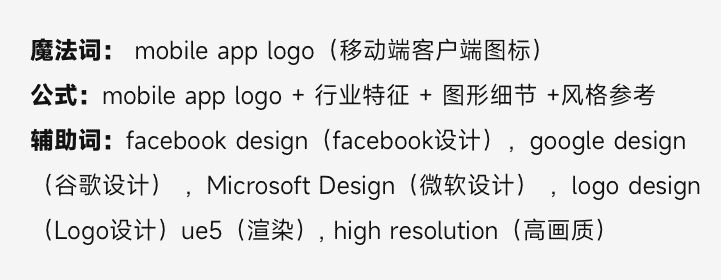 魔法词： mobile app logo（移动端客户端图标）
公式：mobile app logo + 行业特征 + 图形细节 +风格参考
辅助词：facebook design（facebook设计）, google design
（谷歌设计） , Microsoft Design（微软设计） , logo design
（Logo设计）ue5（渲染）, high resolution（高画质）